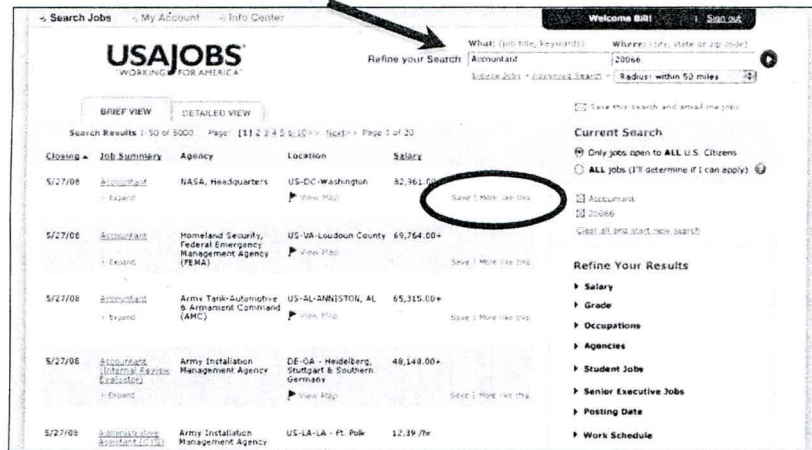 Search Jobs My Account Info Center Welcome Bill! Sign out
USAJOBS
"WORKING FOR AMERICA"
What: (job title, keywords) Where: (city, state or zip code)
Refine your Search Accountant 20066
Browse Jobs Advanced Search Radius: within 50 miles
BRIEF VIEW DETAILED VIEW
Save this search and email me jobs
Search Results 1-50 of 5000 Page: [1] 2 3 4 5 6-10>> Next>> Page 1 of 20
Current Search
Closing Job Summary Agency Location Salary
Only jobs open to ALL U.S. Citizens
ALL jobs (I'll determine if I can apply)
5/27/08 Accountant NASA, Headquarters US-DC-Washington 82,961.00+
Expand View Map Save | More like this
Accountant
20066
Clear all and start new search
5/27/08 Accountant Homeland Security, Federal Emergency Management Agency (FEMA) US-VA-Loudoun County 69,764.00+
Expand View Map Save | More like this
Refine Your Results
Salary
Grade
Occupations
Agencies
Student Jobs
Senior Executive Jobs
Posting Date
Work Schedule
5/27/08 Accountant Army Tank-Automotive & Armament Command (AMC) US-AL-ANNISTON, AL 65,315.00+
Expand View Map Save | More like this
5/27/08 Accountant (Internal Review Evaluator) Army Installation Management Agency DE-OA - Heidelberg, Stuttgart & Southern Germany 48,148.00+
Expand View Map Save | More like this
5/27/08 Administrative Assistant Army Installation Management Agency US-LA-LA - Ft. Polk 12.39 /hr